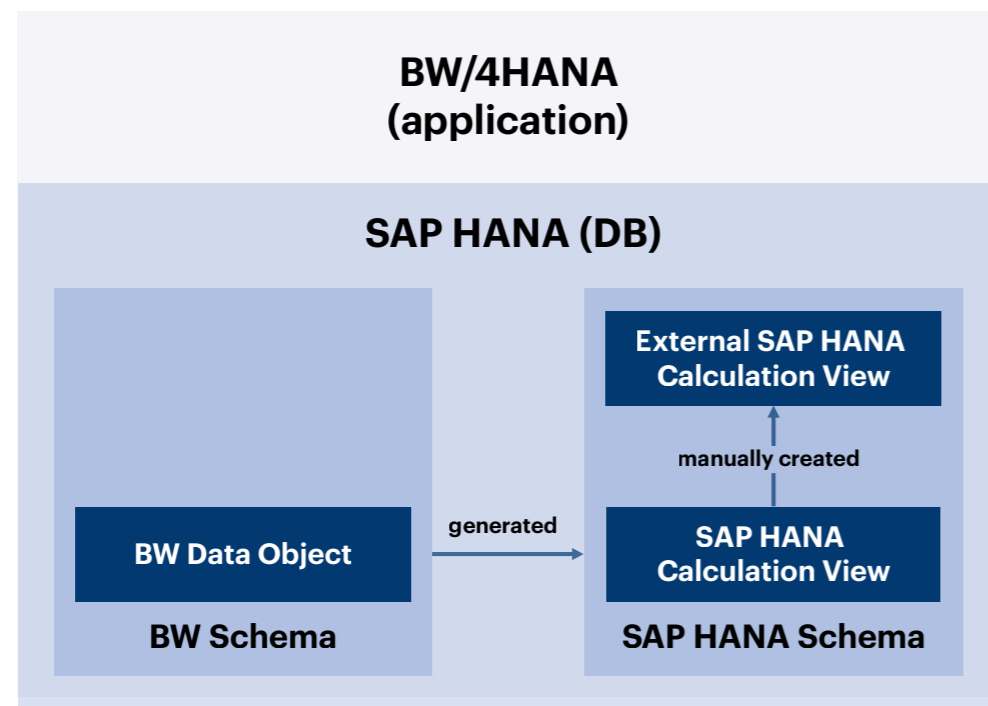 BW/4HANA
(application)
SAP HANA (DB)
External SAP HANA
Calculation View
manually created
generated
BW Data Object
SAP HANA
Calculation View
BW Schema
SAP HANA Schema